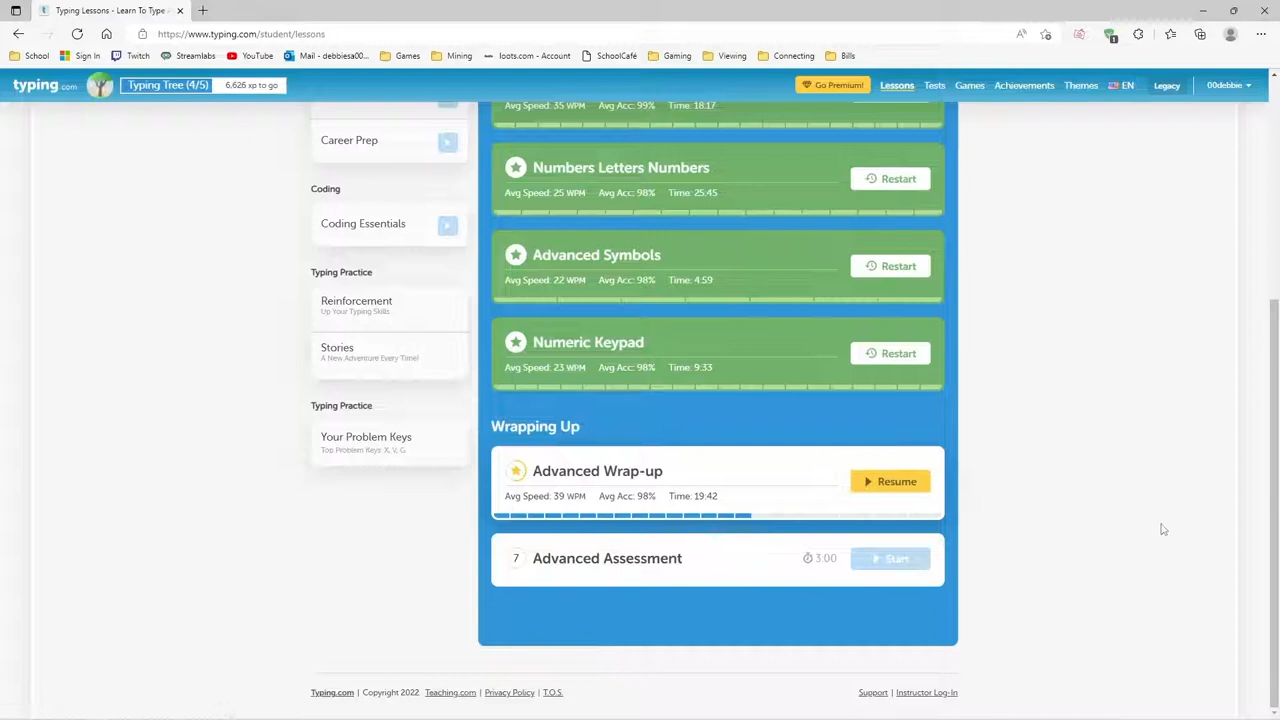 Typing Lessons - Learn To Type -
https://www.typing.com/student/lessons
School Sign In Twitch Streamlabs YouTube Mail - debbiesa00... Games Mining loots.com - Account SchoolCafé Gaming Viewing Connecting Bills
typing.com Typing Tree (4/5) 6,626 xp to go Go Premium! Lessons Tests Games Achievements Themes EN Legacy 00debbie
Avg Speed: 35 WPM Avg Acc: 99% Time: 18:17
Career Prep
Numbers Letters Numbers
Restart
Avg Speed: 25 WPM Avg Acc: 98% Time: 25:45
Coding
Coding Essentials
Advanced Symbols
Restart
Avg Speed: 22 WPM Avg Acc: 98% Time: 4:59
Typing Practice
Reinforcement
Up Your Typing Skills
Stories
A New Adventure Every Time!
Numeric Keypad
Restart
Avg Speed: 23 WPM Avg Acc: 98% Time: 9:33
Typing Practice
Your Problem Keys
Top Problem Keys: X, V, G
Wrapping Up
Advanced Wrap-up
Resume
Avg Speed: 39 WPM Avg Acc: 98% Time: 19:42
7 Advanced Assessment 3:00 Start
Typing.com | Copyright 2022 Teaching.com | Privacy Policy | T.O.S.
Support | Instructor Log-In